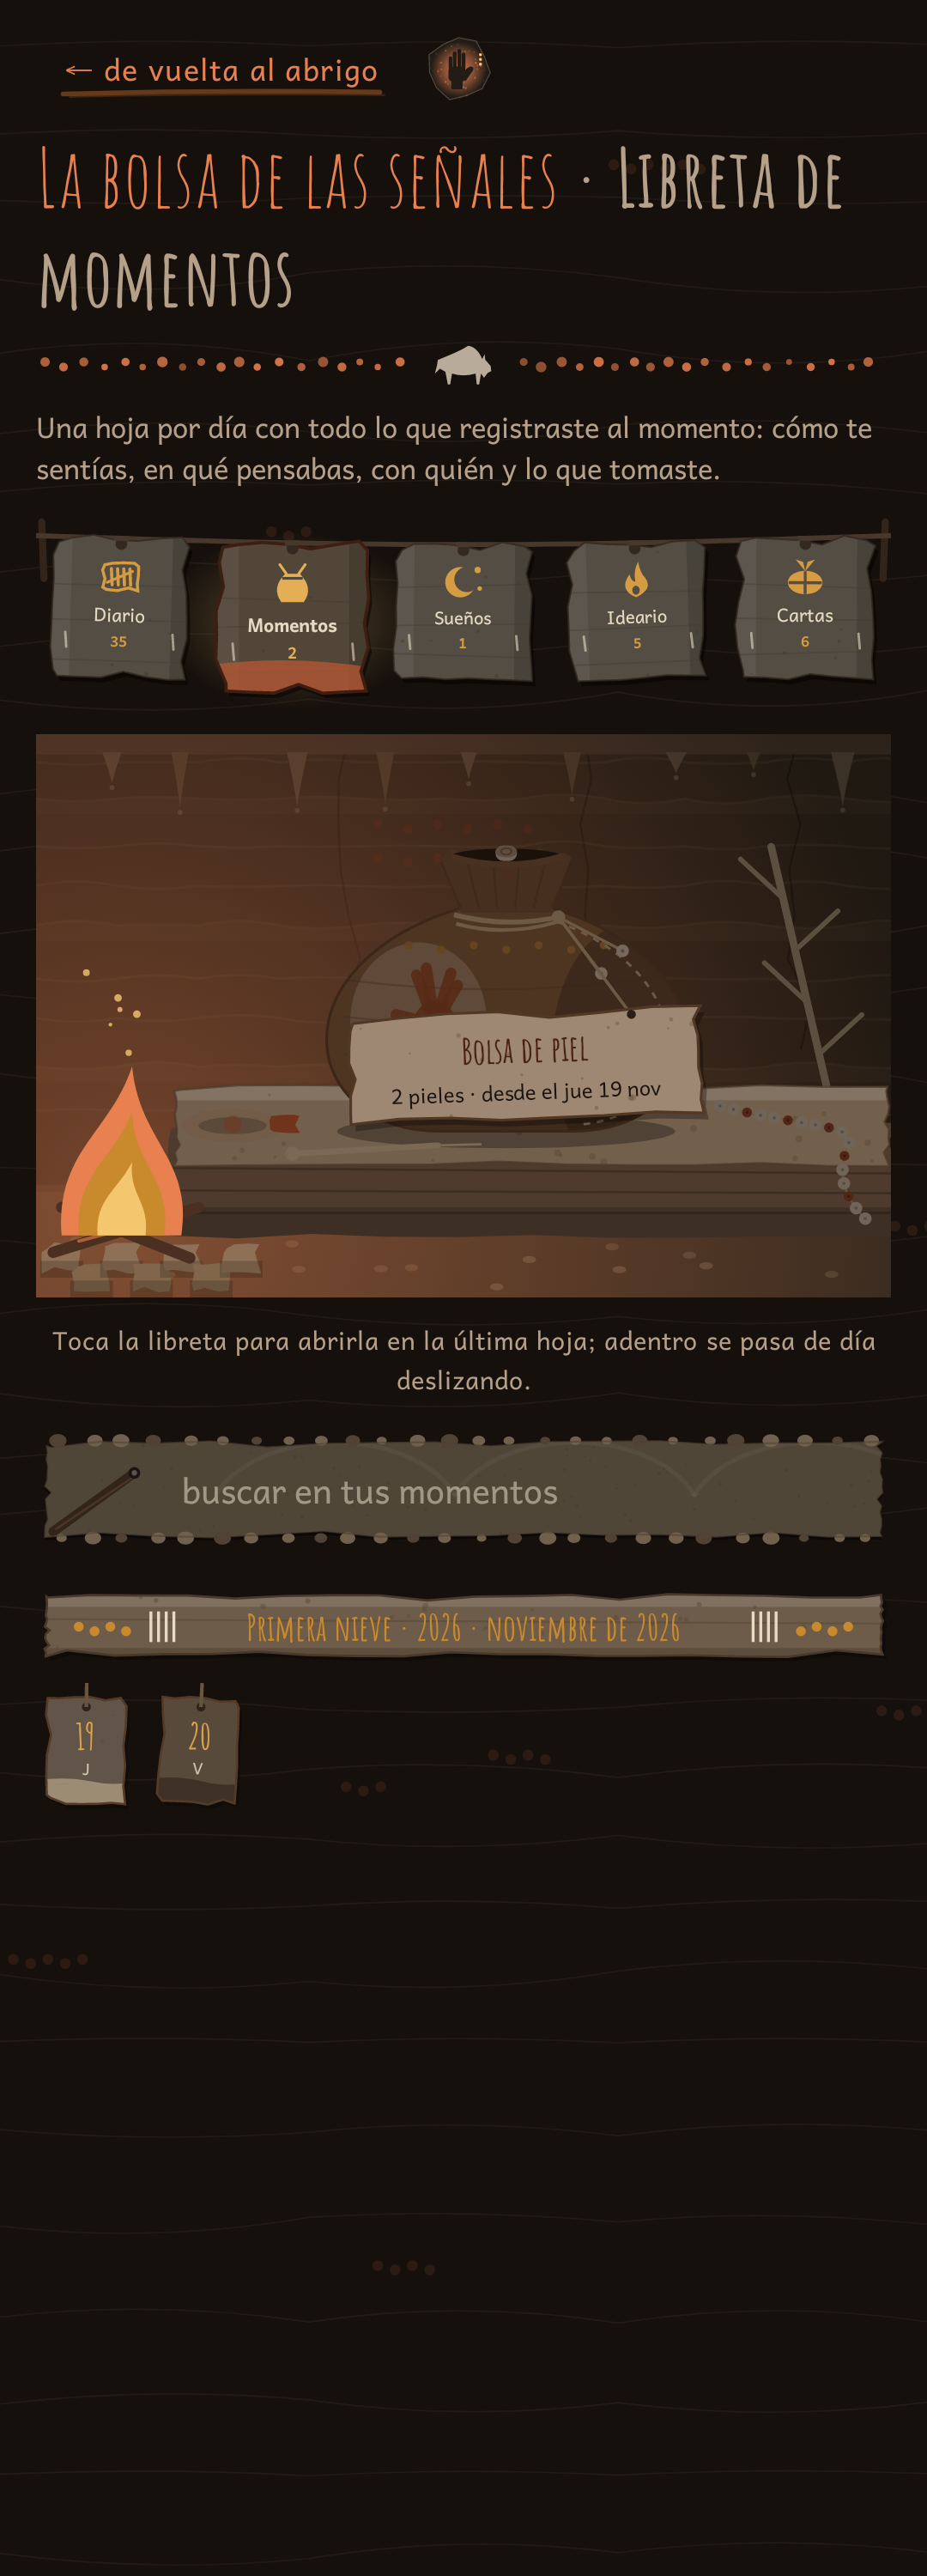 ← de vuelta al abrigo
La bolsa de las señales · Libreta de
momentos
Una hoja por día con todo lo que registraste al momento: cómo te
sentías, en qué pensabas, con quién y lo que tomaste.
Diario
35
Momentos
2
Sueños
1
Ideario
5
Cartas
6
Bolsa de piel
2 pieles · desde el jue 19 nov
Toca la libreta para abrirla en la última hoja; adentro se pasa de día
deslizando.
buscar en tus momentos
Primera nieve · 2026 · noviembre de 2026
19
J
20
V